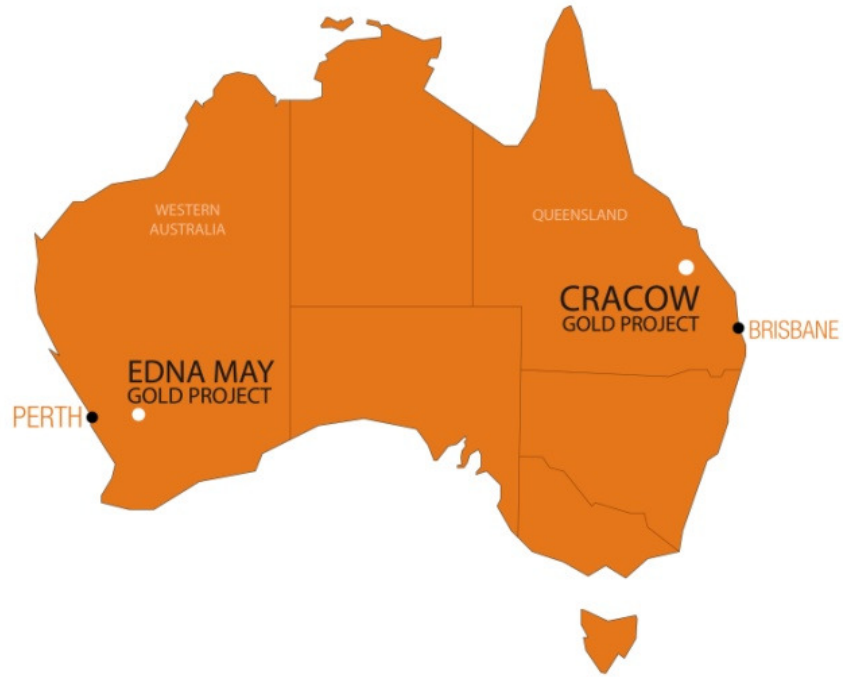 WESTERN
AUSTRALIA
QUEENSLAND
CRACOW
GOLD PROJECT
BRISBANE
EDNA MAY
GOLD PROJECT
PERTH